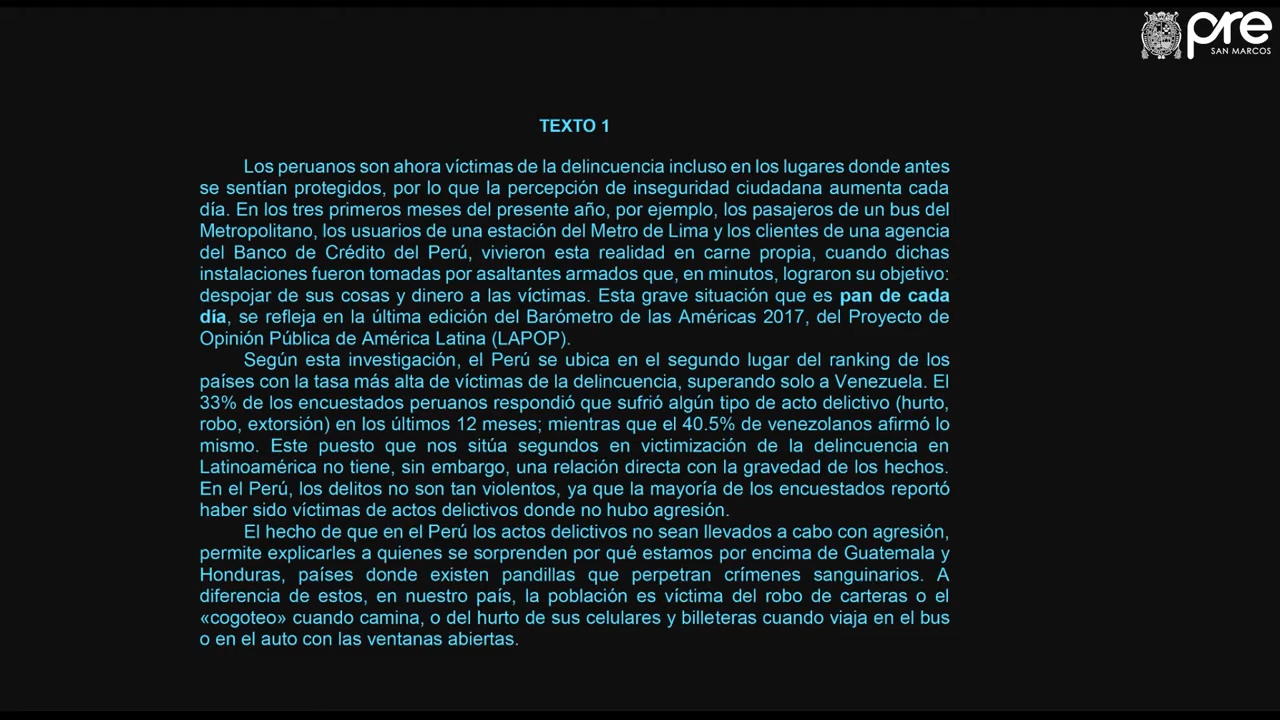 pre
SAN MARCOS
TEXTO 1
Los peruanos son ahora víctimas de la delincuencia incluso en los lugares donde antes
se sentían protegidos, por lo que la percepción de inseguridad ciudadana aumenta cada
día. En los tres primeros meses del presente año, por ejemplo, los pasajeros de un bus del
Metropolitano, los usuarios de una estación del Metro de Lima y los clientes de una agencia
del Banco de Crédito del Perú, vivieron esta realidad en carne propia, cuando dichas
instalaciones fueron tomadas por asaltantes armados que, en minutos, lograron su objetivo:
despojar de sus cosas y dinero a las víctimas. Esta grave situación que es pan de cada
día, se refleja en la última edición del Barómetro de las Américas 2017, del Proyecto de
Opinión Pública de América Latina (LAPOP).
Según esta investigación, el Perú se ubica en el segundo lugar del ranking de los
países con la tasa más alta de víctimas de la delincuencia, superando solo a Venezuela. El
33% de los encuestados peruanos respondió que sufrió algún tipo de acto delictivo (hurto,
robo, extorsión) en los últimos 12 meses; mientras que el 40.5% de venezolanos afirmó lo
mismo. Este puesto que nos sitúa segundos en victimización de la delincuencia en
Latinoamérica no tiene, sin embargo, una relación directa con la gravedad de los hechos.
En el Perú, los delitos no son tan violentos, ya que la mayoría de los encuestados reportó
haber sido víctimas de actos delictivos donde no hubo agresión.
El hecho de que en el Perú los actos delictivos no sean llevados a cabo con agresión,
permite explicarles a quienes se sorprenden por qué estamos por encima de Guatemala y
Honduras, países donde existen pandillas que perpetran crímenes sanguinarios. A
diferencia de estos, en nuestro país, la población es víctima del robo de carteras o el
«cogoteo» cuando camina, o del hurto de sus celulares y billeteras cuando viaja en el bus
o en el auto con las ventanas abiertas.